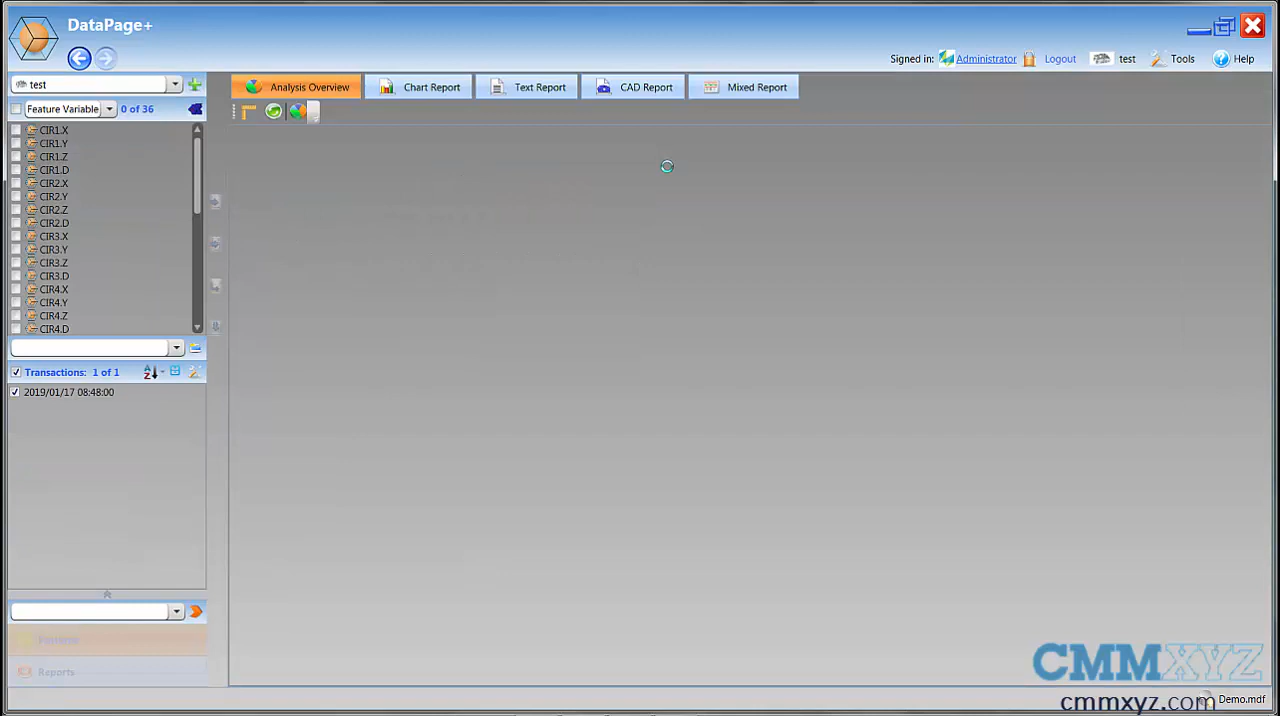 DataPage+
Signed in: Administrator Logout test Tools Help
test
Analysis Overview Chart Report Text Report CAD Report Mixed Report
Feature Variable 0 of 36
CIR1.X
CIR1.Y
CIR1.Z
CIR1.D
CIR2.X
CIR2.Y
CIR2.Z
CIR2.D
CIR3.X
CIR3.Y
CIR3.Z
CIR3.D
CIR4.X
CIR4.Y
CIR4.Z
CIR4.D
Transactions: 1 of 1
2019/01/17 08:48:00
Reports
CMMXYZ
cmmxyz.com
Demo.mdf